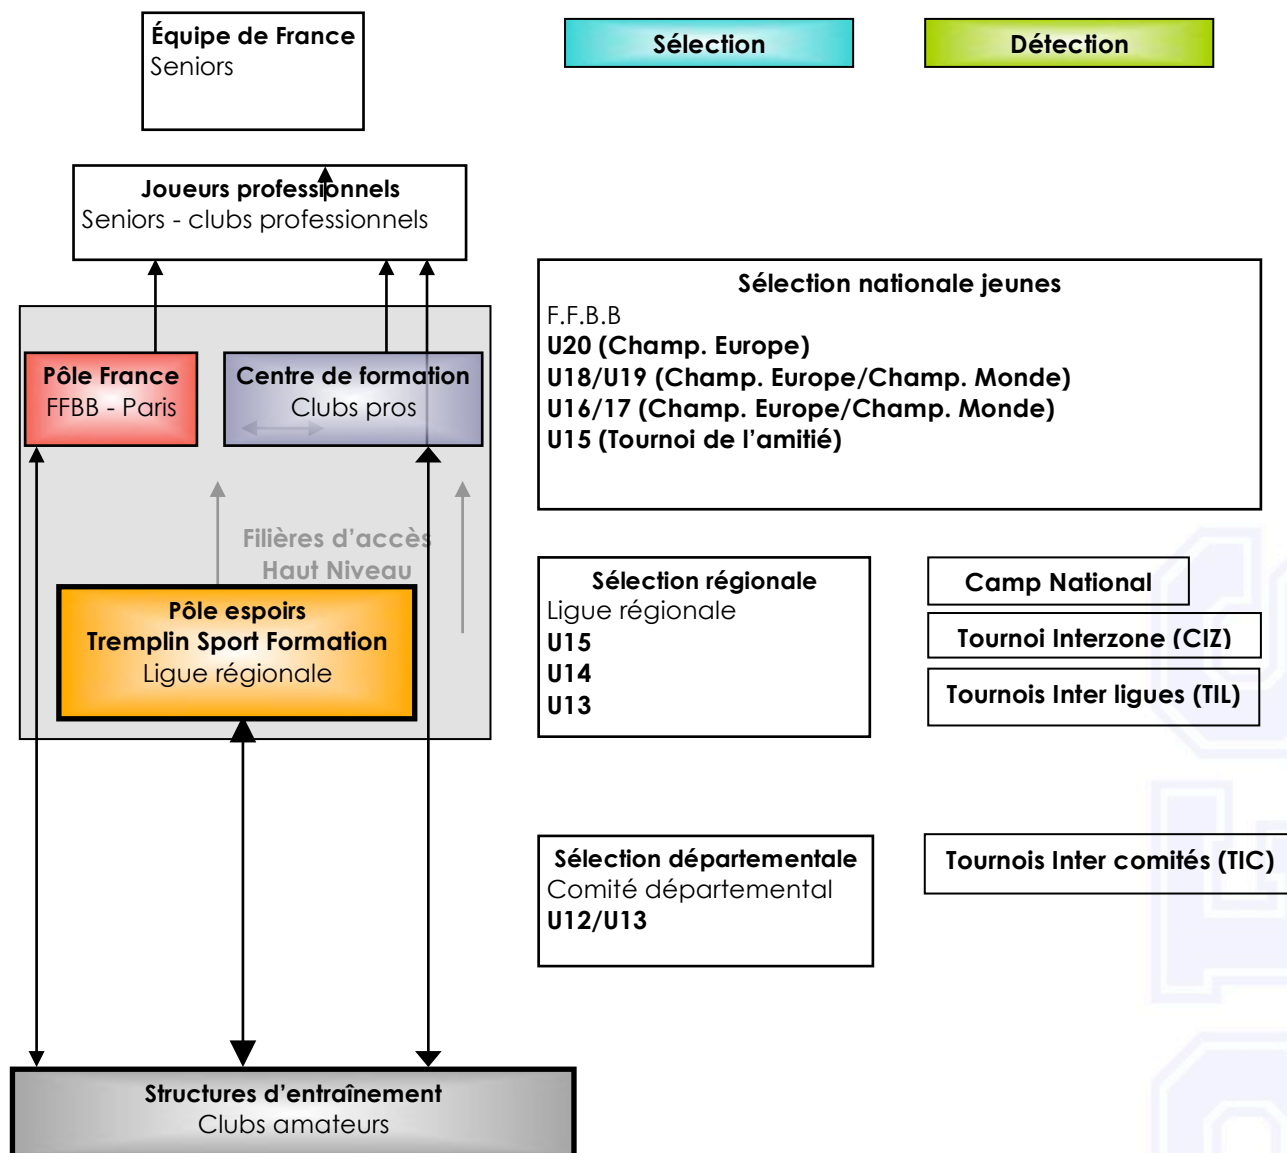 Équipe de France
Seniors
Sélection
Détection
Joueurs professionnels
Seniors - clubs professionnels
Sélection nationale jeunes
F.F.B.B
U20 (Champ. Europe)
U18/U19 (Champ. Europe/Champ. Monde)
U16/17 (Champ. Europe/Champ. Monde)
U15 (Tournoi de l’amitié)
Pôle France
FFBB - Paris
Centre de formation
Clubs pros
Filières d’accès
Haut Niveau
Pôle espoirs
Tremplin Sport Formation
Ligue régionale
Sélection régionale
Ligue régionale
U15
U14
U13
Camp National
Tournoi Interzone (CIZ)
Tournois Inter ligues (TIL)
Sélection départementale
Comité départemental
U12/U13
Tournois Inter comités (TIC)
Structures d’entraînement
Clubs amateurs